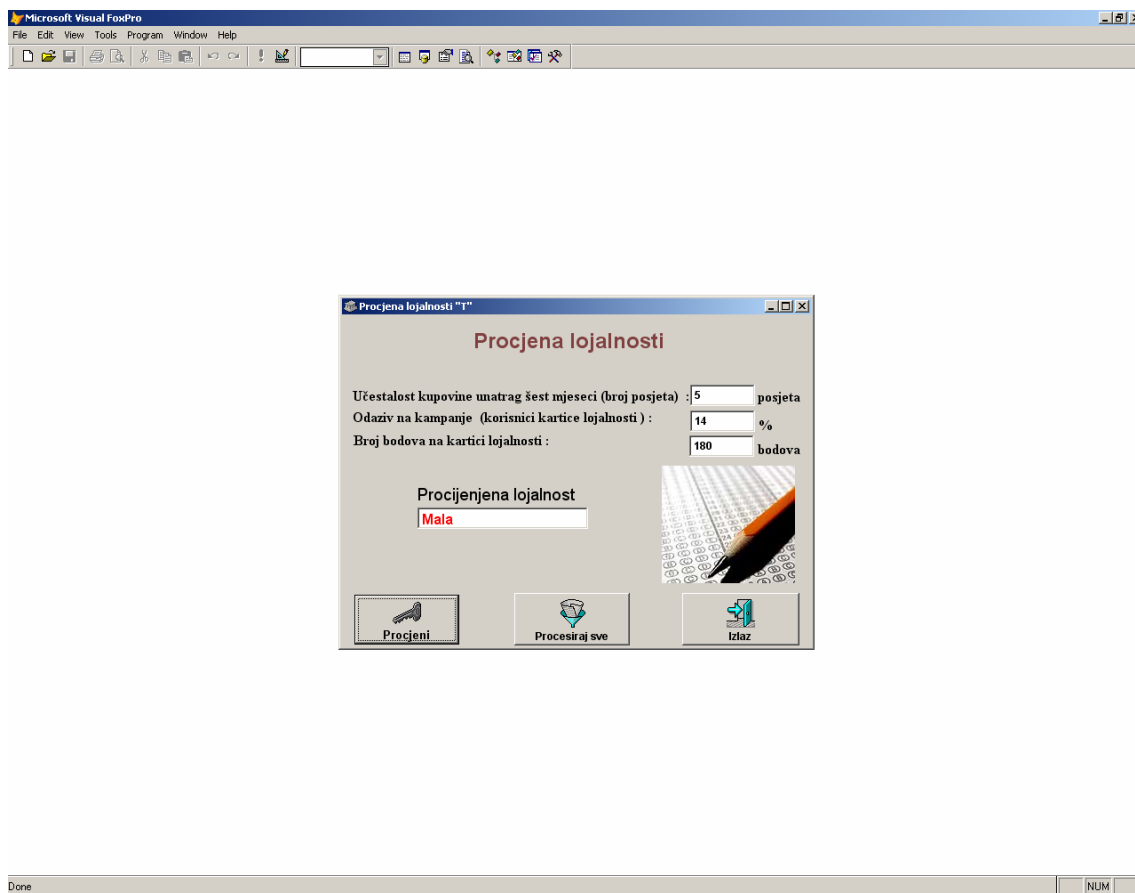 Microsoft Visual FoxPro
File Edit View Tools Program Window Help
Procjena lojalnosti "T"
Procjena lojalnosti
Učestalost kupovine unatrag šest mjeseci (broj posjeta) : 5 posjeta
Odaziv na kampanje (korisnici kartice lojalnosti ) : 14 %
Broj bodova na kartici lojalnosti : 180 bodova
Procijenjena lojalnost
Mala
Procjeni Procesiraj sve Izlaz
Done NUM